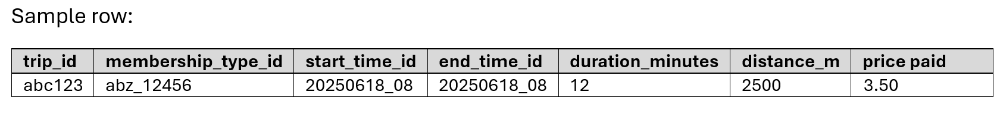 Sample row:
trip_id membership_type_id start_time_id end_time_id duration_minutes distance_m price paid
abc123 abz_12456 20250618_08 20250618_08 12 2500 3.50